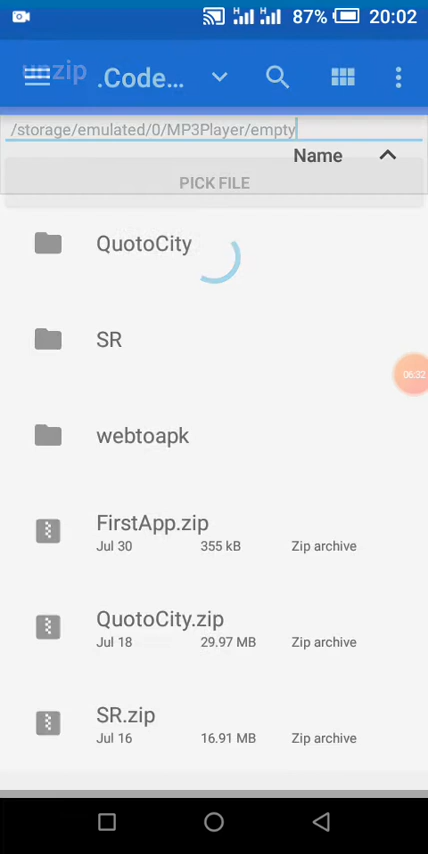 H H 87% 20:02
unzip .Code...
/storage/emulated/0/MP3Player/empty
Name
PICK FILE
QuotoCity
06:32
SR
webtoapk
FirstApp.zip
Jul 30 355 kB Zip archive
QuotoCity.zip
Jul 18 29.97 MB Zip archive
SR.zip
Jul 16 16.91 MB Zip archive